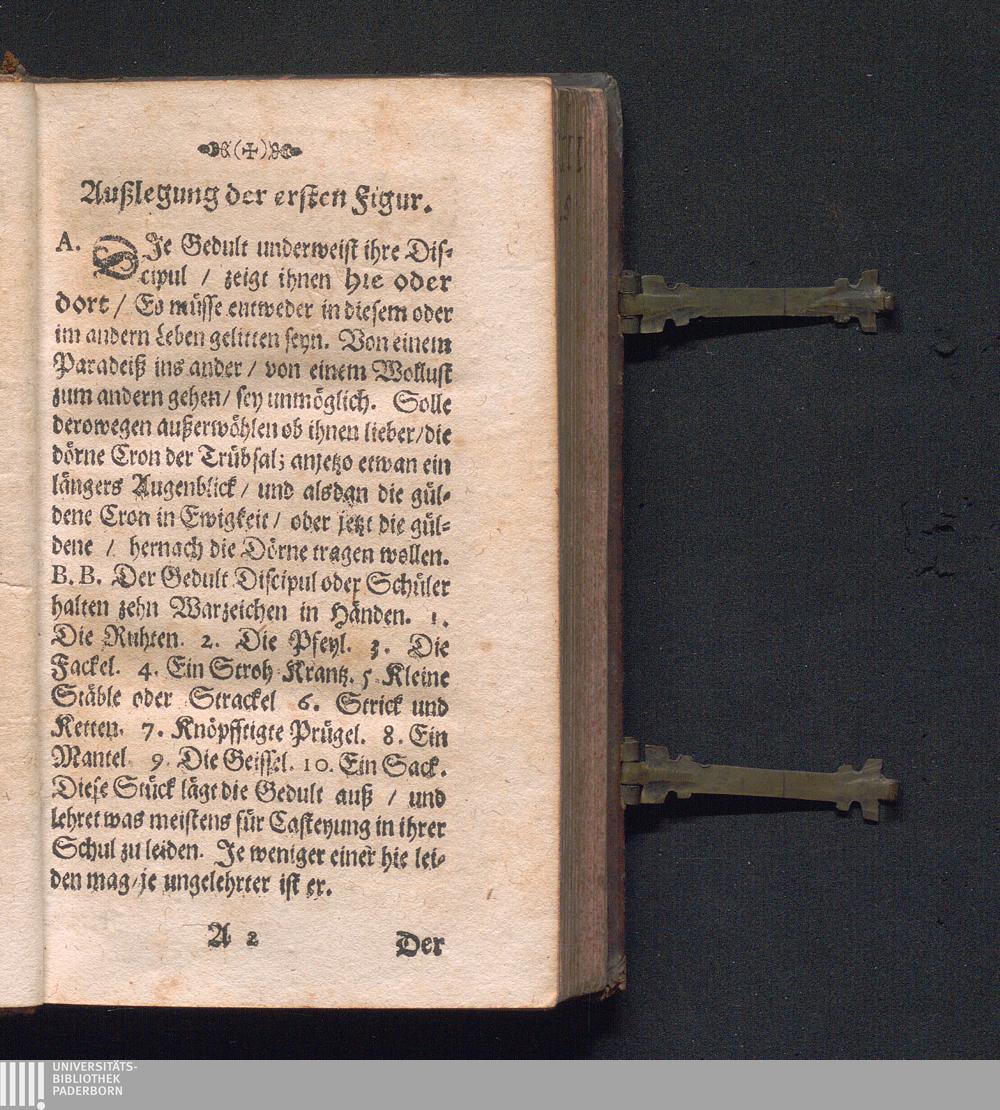 (✠)
Außlegung der ersten Figur.
A. DJe Gedult underweist ihre Dis-
cipul / zeigt ihnen hie oder
dort / Es müsse entweder in diesem oder
im andern Leben gelitten seyn. Von einem
Paradeiß ins ander / von einem Wollust
zum andern gehen / sey unmöglich. Solle
derowegen außerwöhlen ob ihnen lieber / die
dörne Cron der Trübsal; anjetzo etwan ein
längers Augenblick / und alsdan die gül-
dene Cron in Ewigkeit / oder jetzt die gül-
dene / hernach die Dörne tragen wollen.
B. B. Der Gedult Discipul oder Schüler
halten zehn Warzeichen in Händen. 1.
Die Ruhten. 2. Die Pfeyl. 3. Die
Fackel. 4. Ein Stroh Krantz. 5 Kleine
Stäble oder Strackel 6. Strick und
Ketten. 7. Knöpfftigte Prügel. 8. Ein
Mantel 9. Die Geissel. 10. Ein Sack.
Diese Stück lägt die Gedult auß / und
lehret was meistens für Casteyung in ihrer
Schul zu leiden. Je weniger einer hie lei-
den mag / je ungelehrter ist er.
A 2 Der
UNIVERSITÄTS-
BIBLIOTHEK
PADERBORN